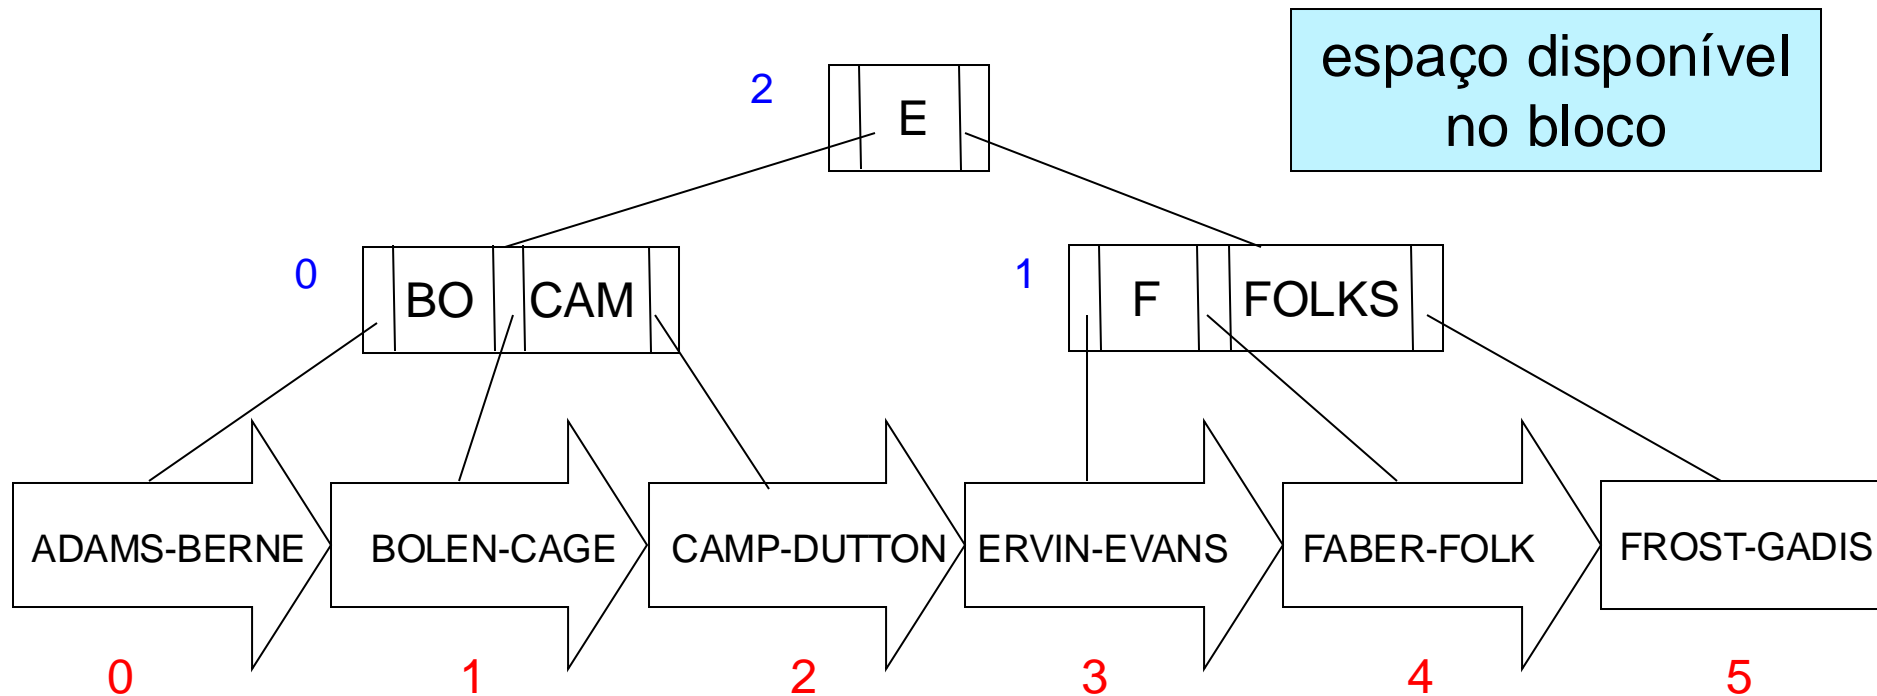 espaço disponível
no bloco
2
E
0
BO CAM
1
F FOLKS
ADAMS-BERNE BOLEN-CAGE CAMP-DUTTON ERVIN-EVANS FABER-FOLK FROST-GADIS
0 1 2 3 4 5